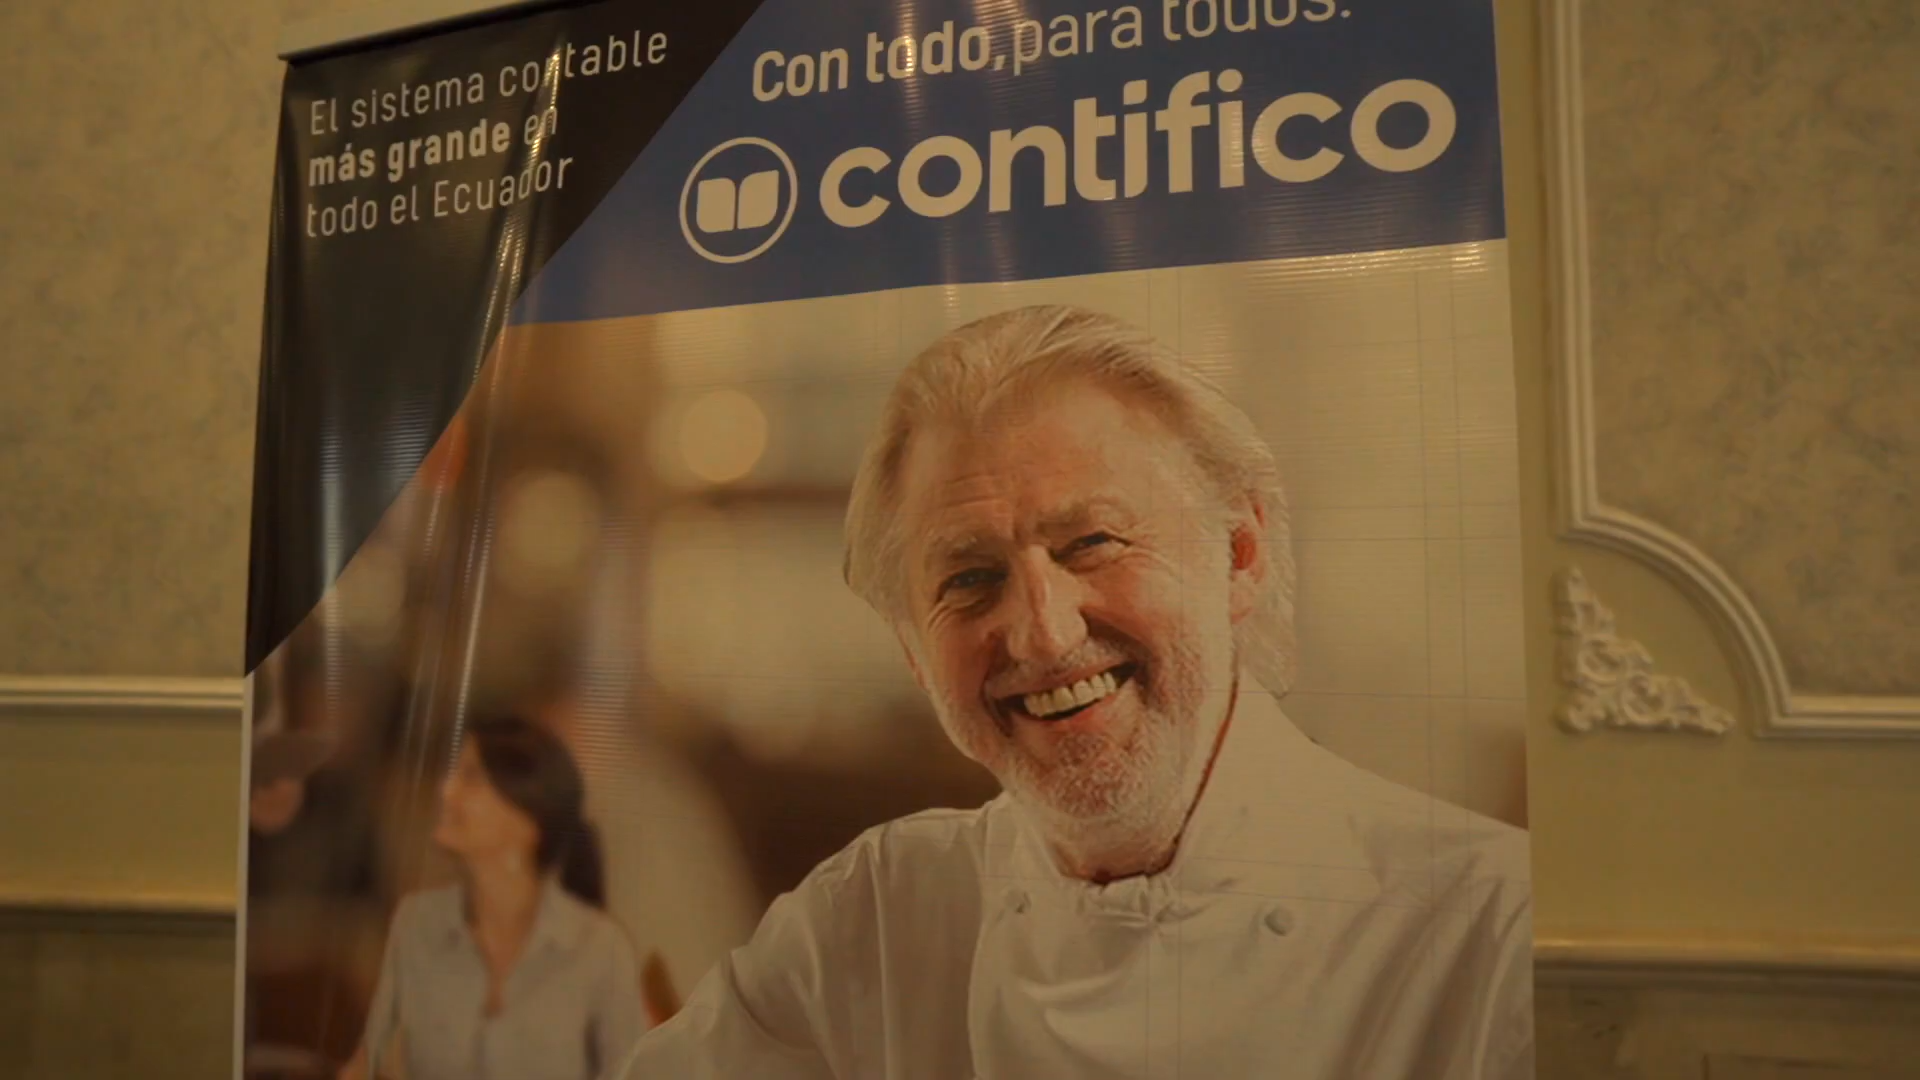 El sistema contable
más grande en
todo el Ecuador
Con todo, para todos.
contifico